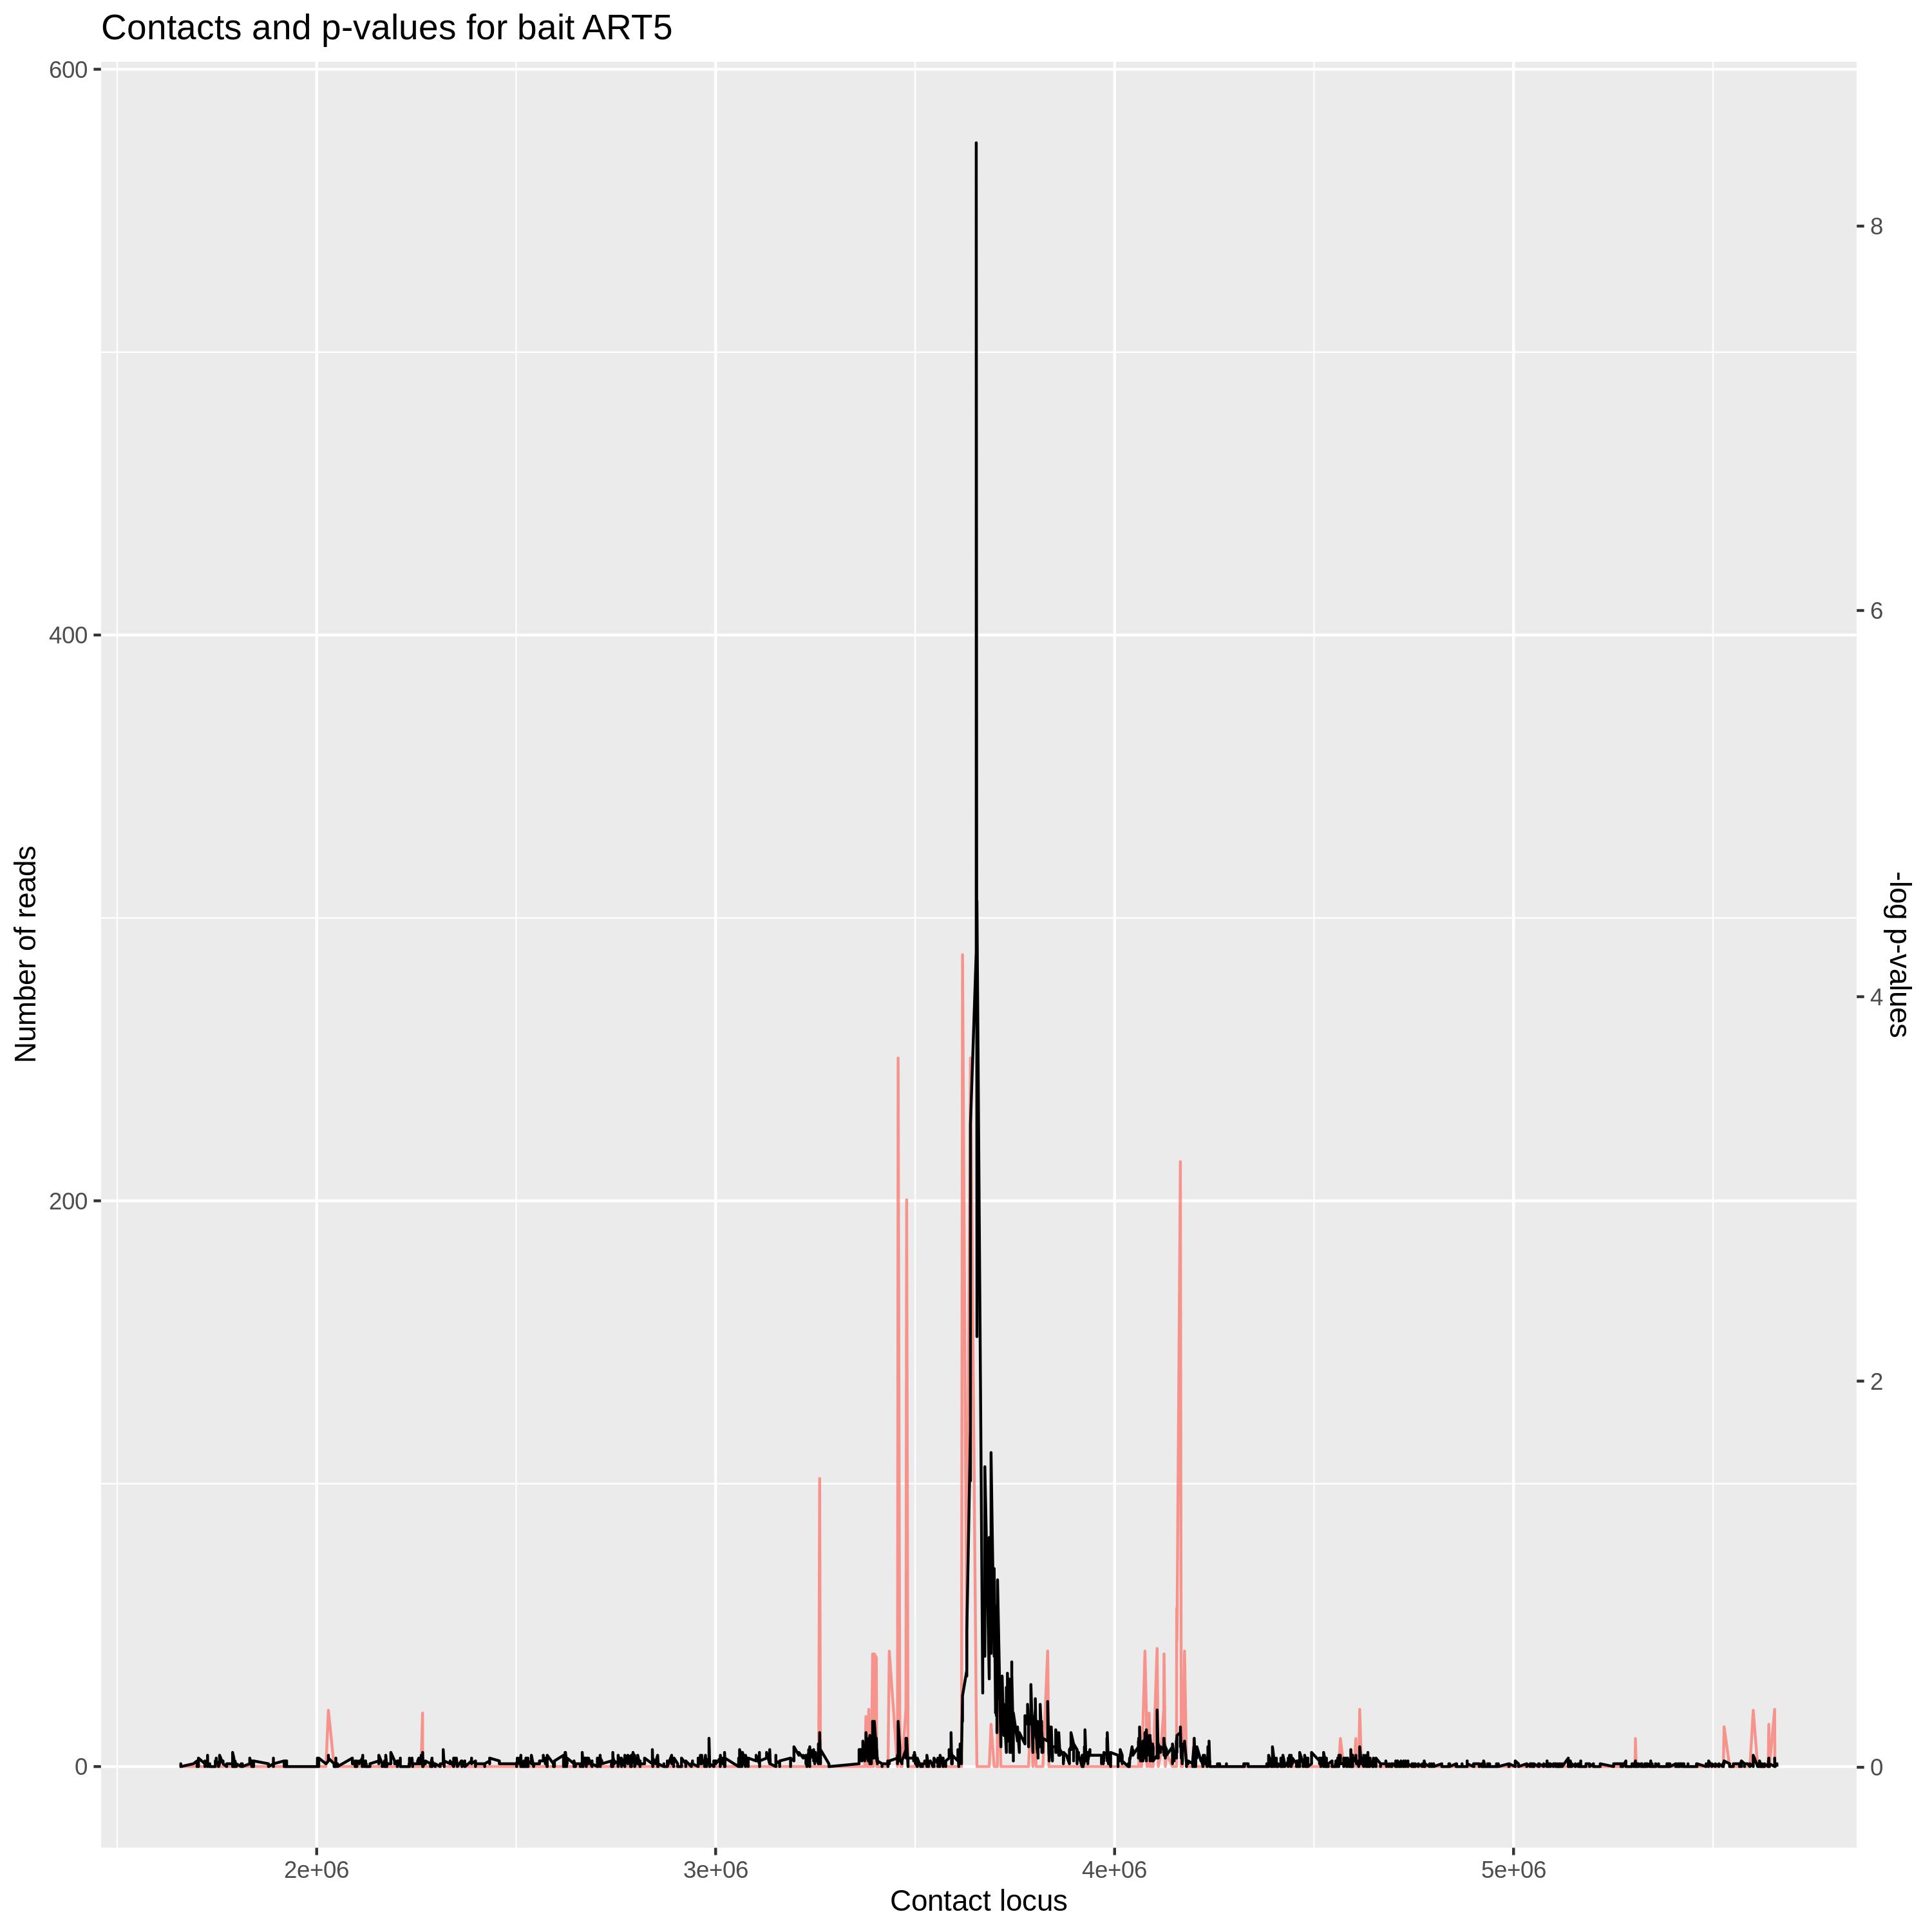 Contacts and p-values for bait ART5
600
400
200
0
Number of reads
8
6
4
2
0
-log p-values
2e+06
3e+06
4e+06
5e+06
Contact locus